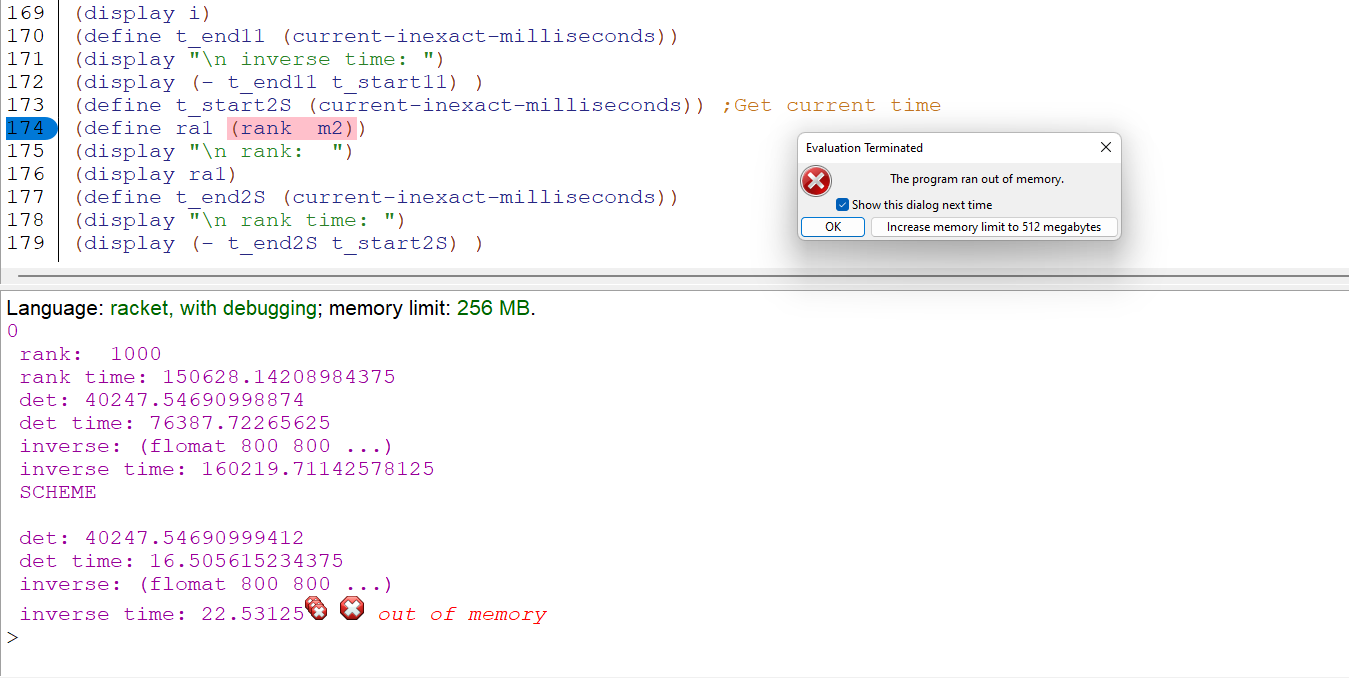 169 (display i)
170 (define t_end11 (current-inexact-milliseconds))
171 (display "\n inverse time: ")
172 (display (- t_end11 t_start11) )
173 (define t_start2S (current-inexact-milliseconds)) ;Get current time
174 (define ra1 (rank  m2))
175 (display "\n rank:  ")
176 (display ra1)
177 (define t_end2S (current-inexact-milliseconds))
178 (display "\n rank time: ")
179 (display (- t_end2S t_start2S) )
Evaluation Terminated
The program ran out of memory.
Show this dialog next time
OK Increase memory limit to 512 megabytes
Language: racket, with debugging; memory limit: 256 MB.
0
rank:  1000
rank time: 150628.14208984375
det: 40247.54690998874
det time: 76387.72265625
inverse: (flomat 800 800 ...)
inverse time: 160219.71142578125
SCHEME
det: 40247.54690999412
det time: 16.505615234375
inverse: (flomat 800 800 ...)
inverse time: 22.53125 out of memory
>